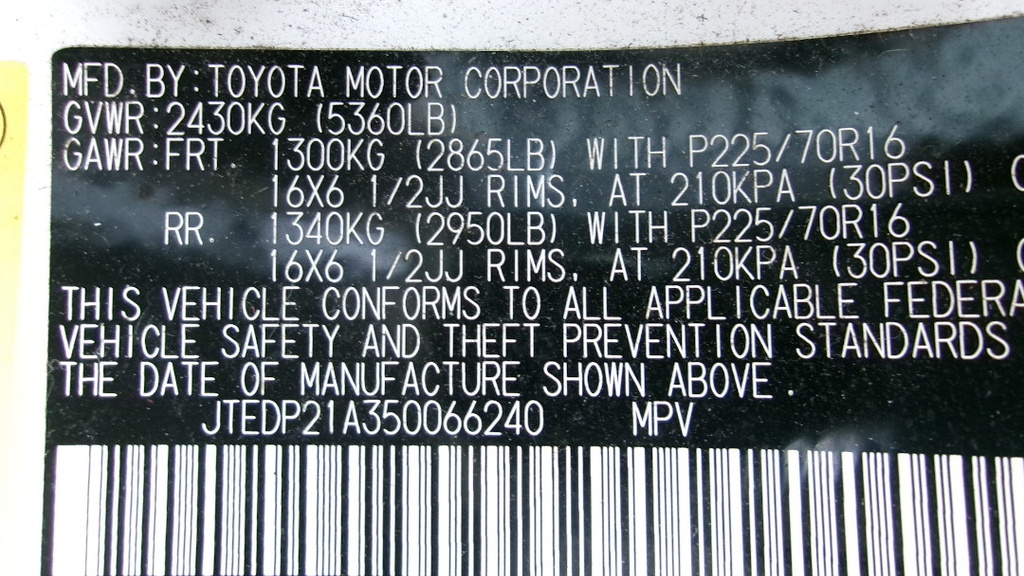 MFD. BY: TOYOTA MOTOR CORPORATION
GVWR: 2430KG (5360LB)
GAWR: FRT. 1300KG (2865LB) WITH P225/70R16
16X6 1/2JJ RIMS, AT 210KPA (30PSI) (
RR. 1340KG (2950LB) WITH P225/70R16
16X6 1/2JJ RIMS, AT 210KPA (30PSI) (
THIS VEHICLE CONFORMS TO ALL APPLICABLE FEDERA
VEHICLE SAFETY AND THEFT PREVENTION STANDARDS
THE DATE OF MANUFACTURE SHOWN ABOVE.
JTEDP21A350066240 MPV